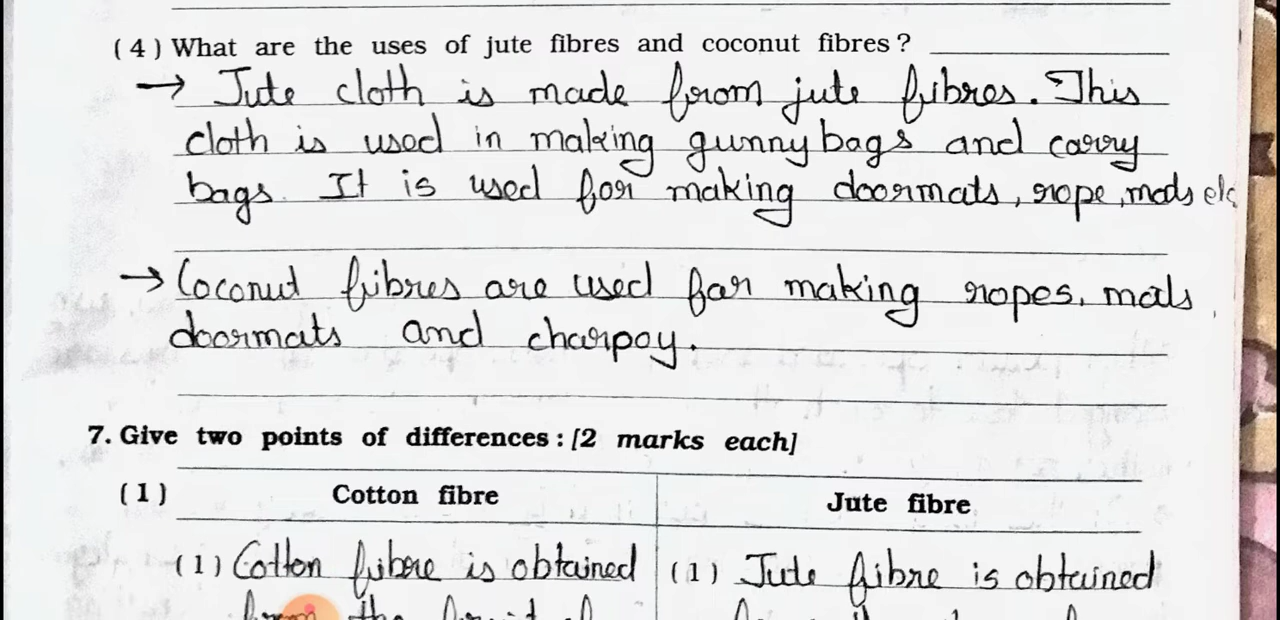 (4) What are the uses of jute fibres and coconut fibres?
→ Jute cloth is made from jute fibres. This
cloth is used in making gunny bags and carry
bags. It is used for making doormats, rope, mats etc
→ Coconut fibres are used for making ropes, mats,
doormats and charpoy.
7. Give two points of differences : [2 marks each]
(1) Cotton fibre Jute fibre
(1) Cotton fibre is obtained (1) Jute fibre is obtained